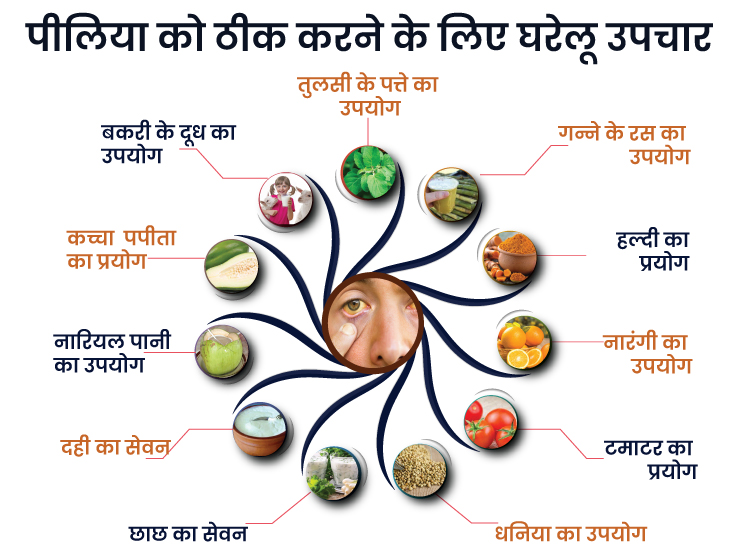 पीलिया को ठीक करने के लिए घरेलू उपचार
तुलसी के पत्ते का
उपयोग
गन्ने के रस का
उपयोग
हल्दी का
प्रयोग
नारंगी का
उपयोग
टमाटर का
प्रयोग
धनिया का उपयोग
छाछ का सेवन
दही का सेवन
नारियल पानी
का उपयोग
कच्चा पपीता
का प्रयोग
बकरी के दूध का
उपयोग